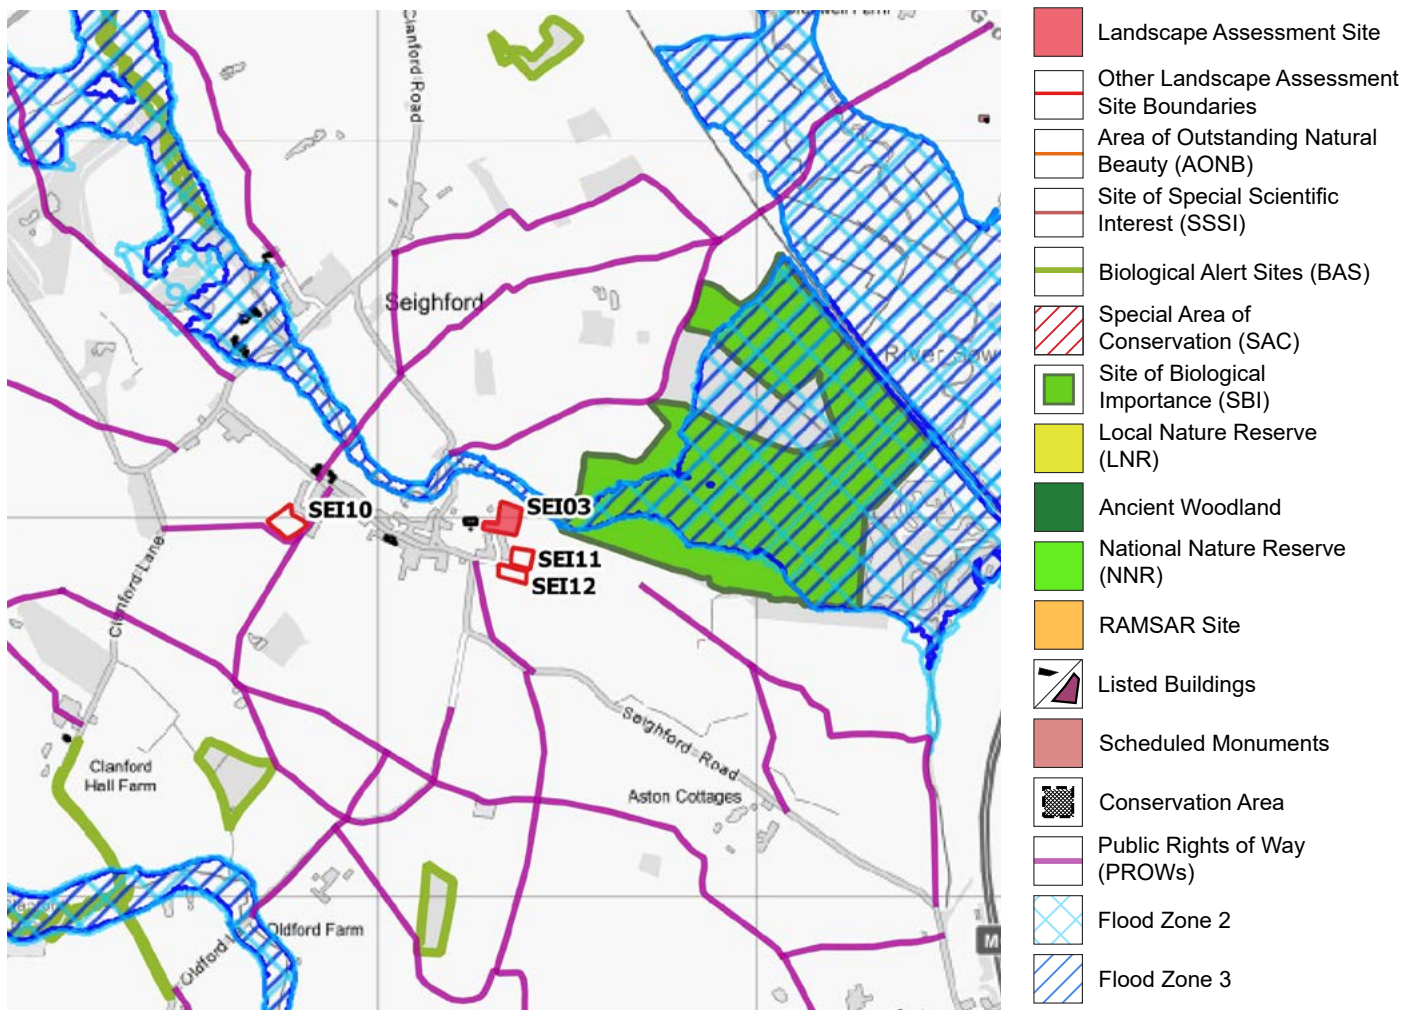 Clanford Road
Seighford
River Sow
SEI10
SEI03
SEI11
SEI12
Clanford Lane
Seighford Road
Clanford
Hall Farm
Aston Cottages
Oldford Farm
Oldford La
M
Landscape Assessment Site
Other Landscape Assessment
Site Boundaries
Area of Outstanding Natural
Beauty (AONB)
Site of Special Scientific
Interest (SSSI)
Biological Alert Sites (BAS)
Special Area of
Conservation (SAC)
Site of Biological
Importance (SBI)
Local Nature Reserve
(LNR)
Ancient Woodland
National Nature Reserve
(NNR)
RAMSAR Site
Listed Buildings
Scheduled Monuments
Conservation Area
Public Rights of Way
(PROWs)
Flood Zone 2
Flood Zone 3